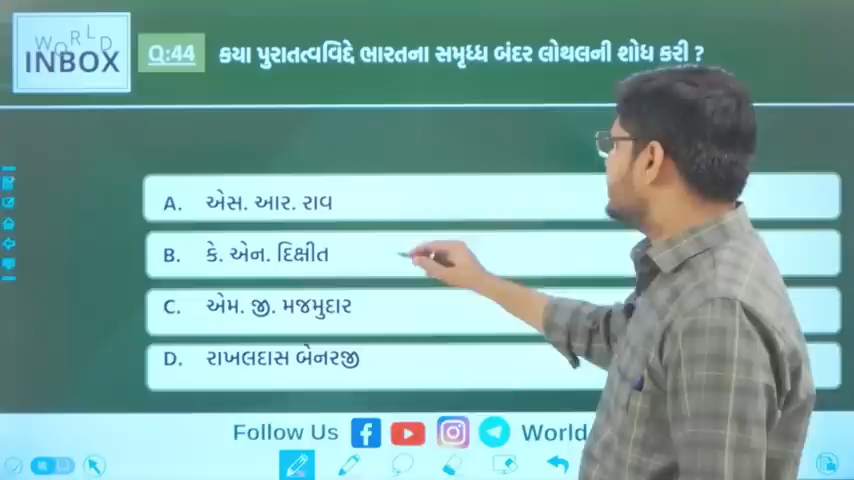 WORLD
INBOX
Q:44 કયા પુરાતત્વવિદ્દે ભારતના સમૃધ્ધ બંદર લોથલની શોધ કરી ?
A. એસ. આર. રાવ
B. કે. એન. દિક્ષીત
C. એમ. જી. મજમુદાર
D. રાખલદાસ બેનરજી
Follow Us World